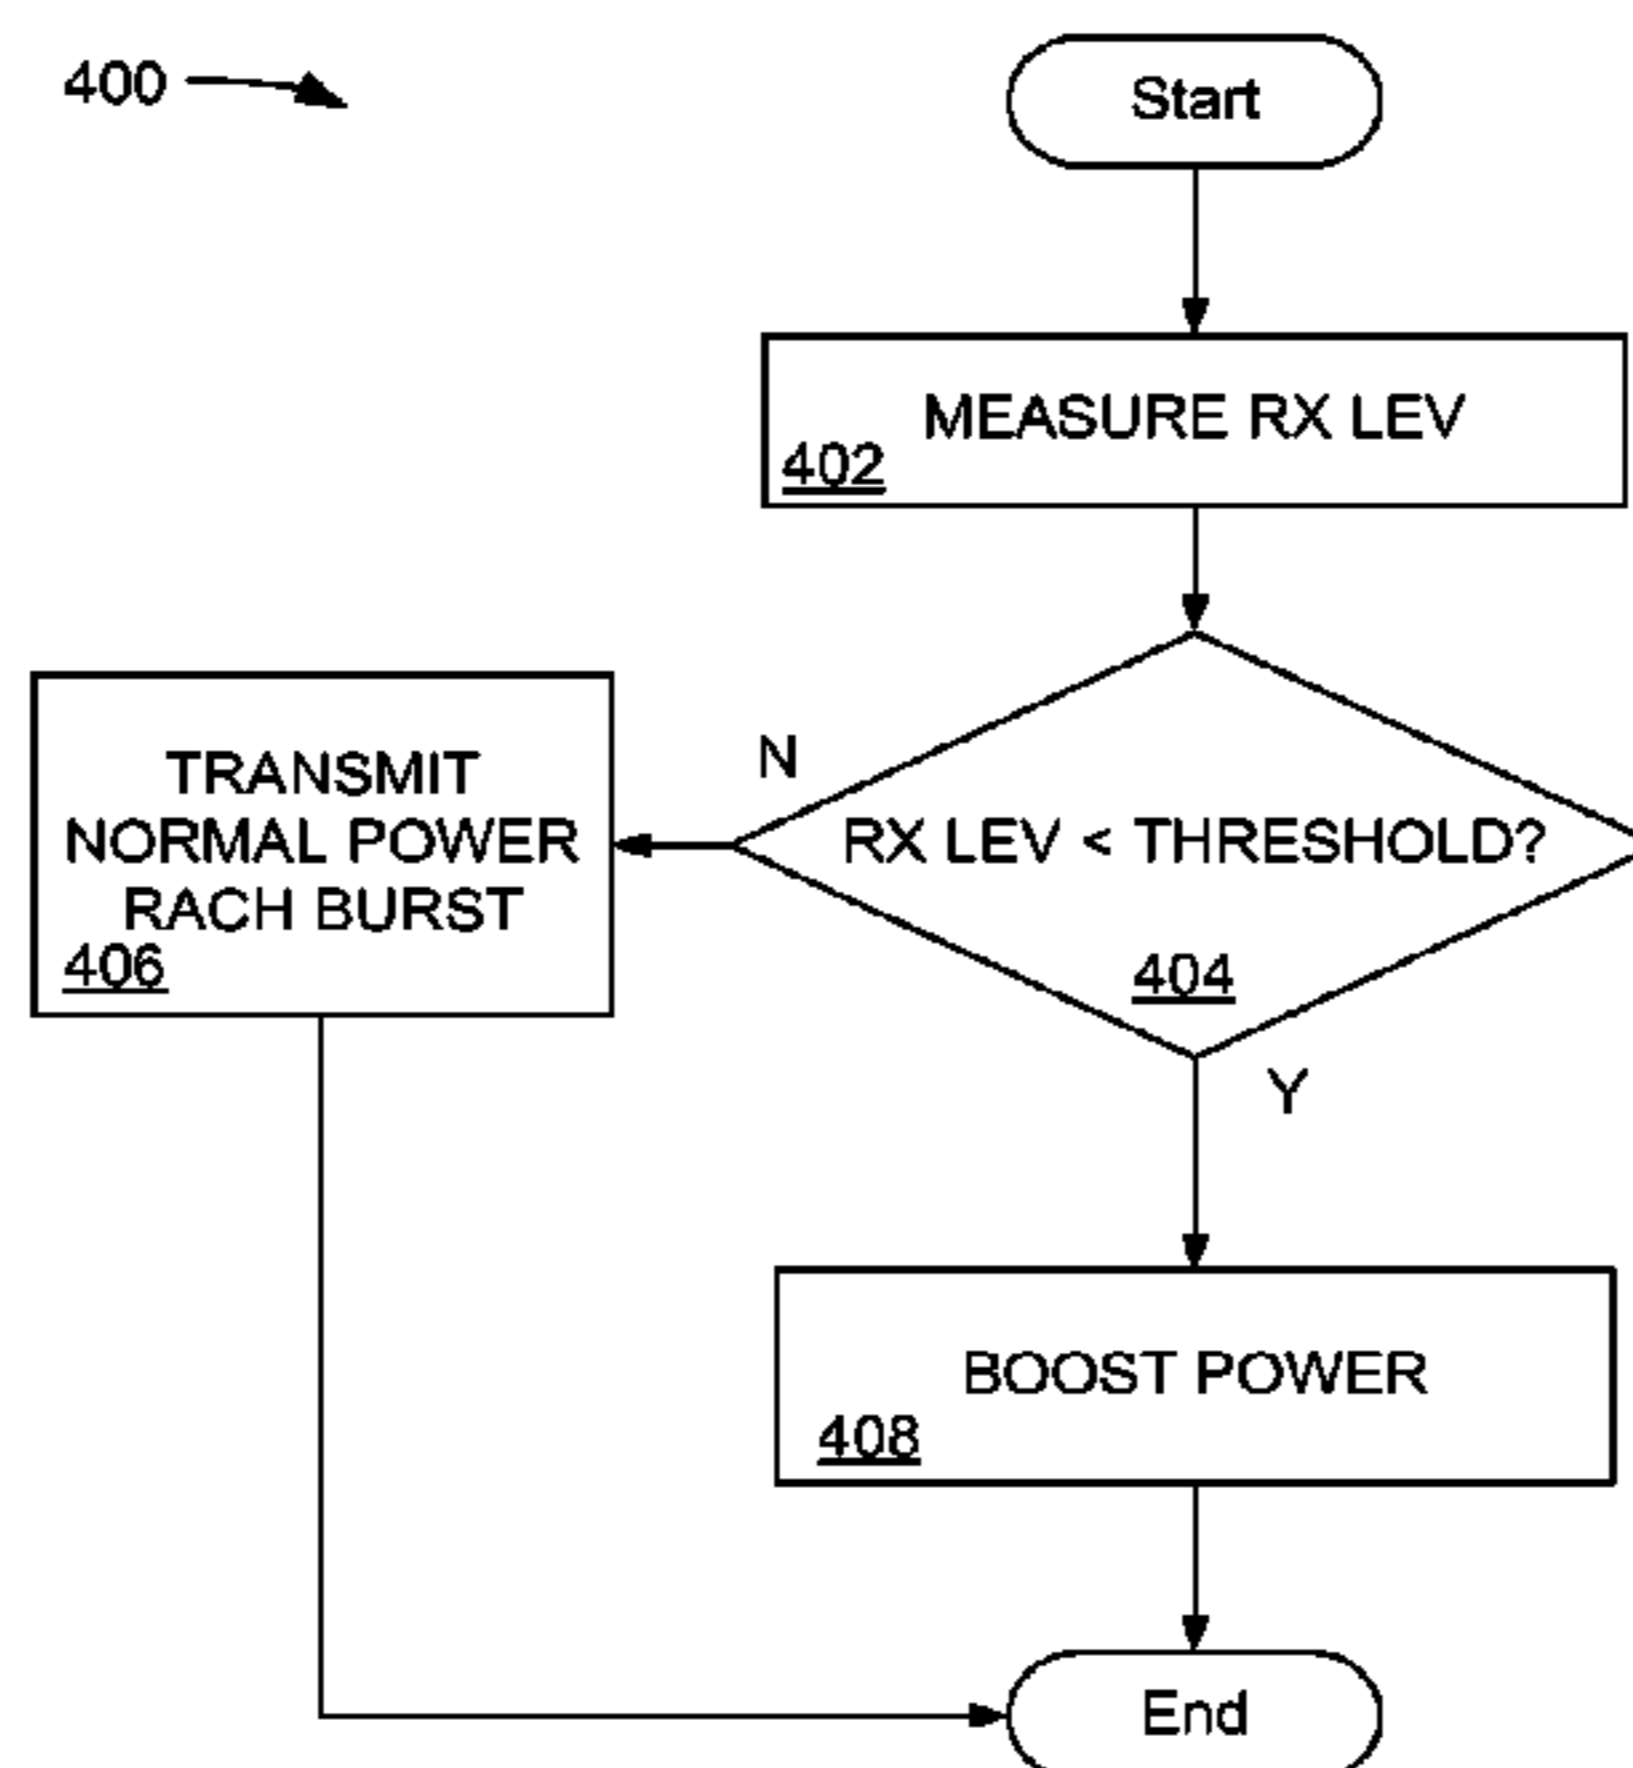 400
Start
MEASURE RX LEV
402
N
RX LEV < THRESHOLD?
404
Y
TRANSMIT
NORMAL POWER
RACH BURST
406
BOOST POWER
408
End